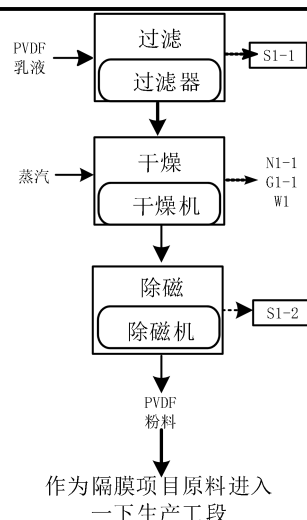 过滤
PVDF
乳液
过滤器
S1-1
干燥
蒸汽
干燥机
N1-1
G1-1
W1
除磁
除磁机
S1-2
PVDF
粉料
作为隔膜项目原料进入
一下生产工段